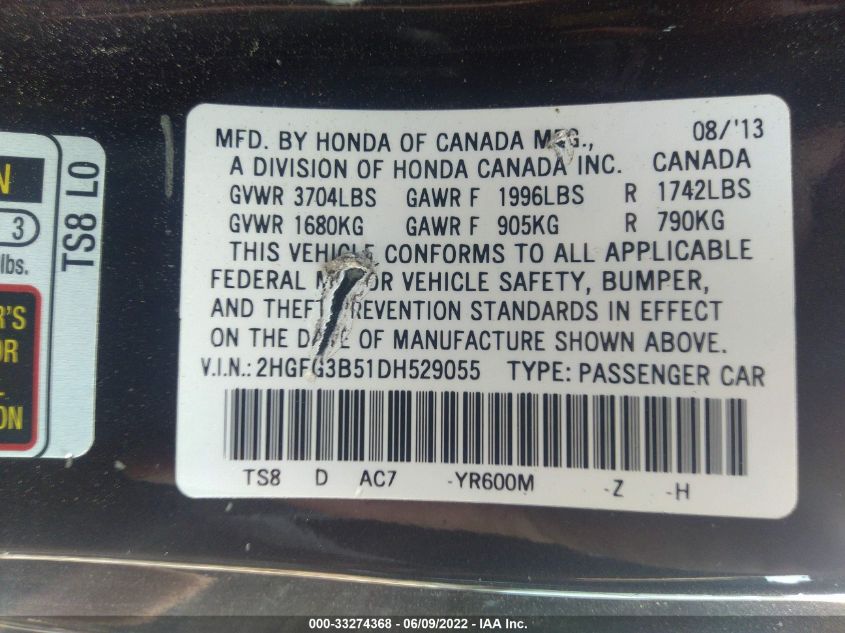 MFD. BY HONDA OF CANADA MFG., 08/'13
A DIVISION OF HONDA CANADA INC. CANADA
GVWR 3704LBS GAWR F 1996LBS R 1742LBS
GVWR 1680KG GAWR F 905KG R 790KG
THIS VEHICLE CONFORMS TO ALL APPLICABLE
FEDERAL MOTOR VEHICLE SAFETY, BUMPER,
AND THEFT PREVENTION STANDARDS IN EFFECT
ON THE DATE OF MANUFACTURE SHOWN ABOVE.
V.I.N.: 2HGFG3B51DH529055 TYPE: PASSENGER CAR
TS8 D AC7 -YR600M -Z -H
N
3
lbs.
TS8 L0
R'S
OR
ON
000-33274368 - 06/09/2022 - IAA Inc.